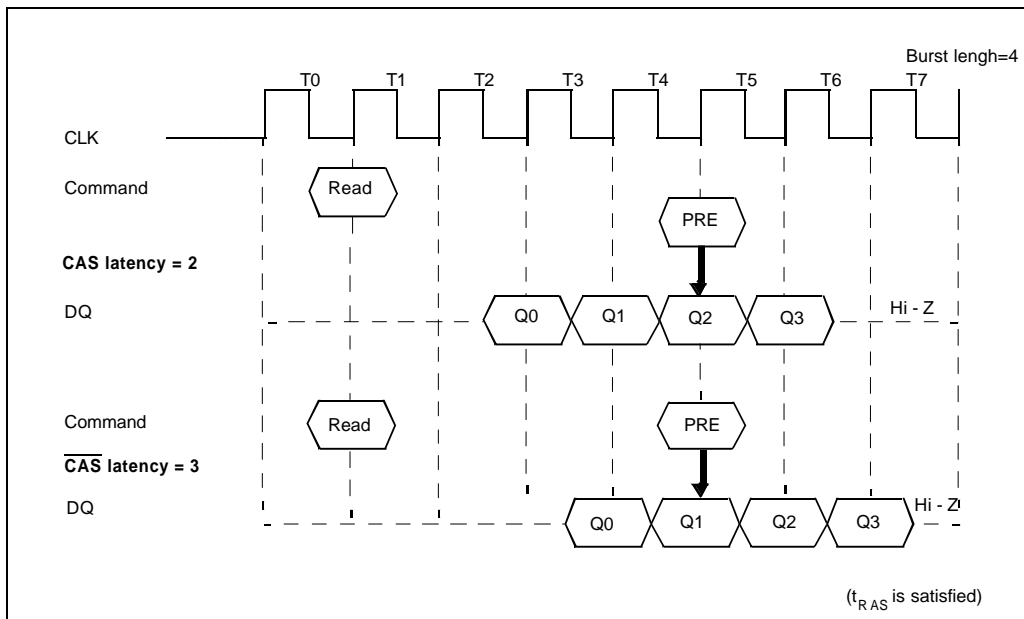 Burst lengh=4
T0 T1 T2 T3 T4 T5 T6 T7
CLK
Command
Read
PRE
CAS latency = 2
DQ
Q0 Q1 Q2 Q3
Hi - Z
Command
Read
PRE
CAS latency = 3
DQ
Q0 Q1 Q2 Q3
Hi - Z
(tRAS is satisfied)